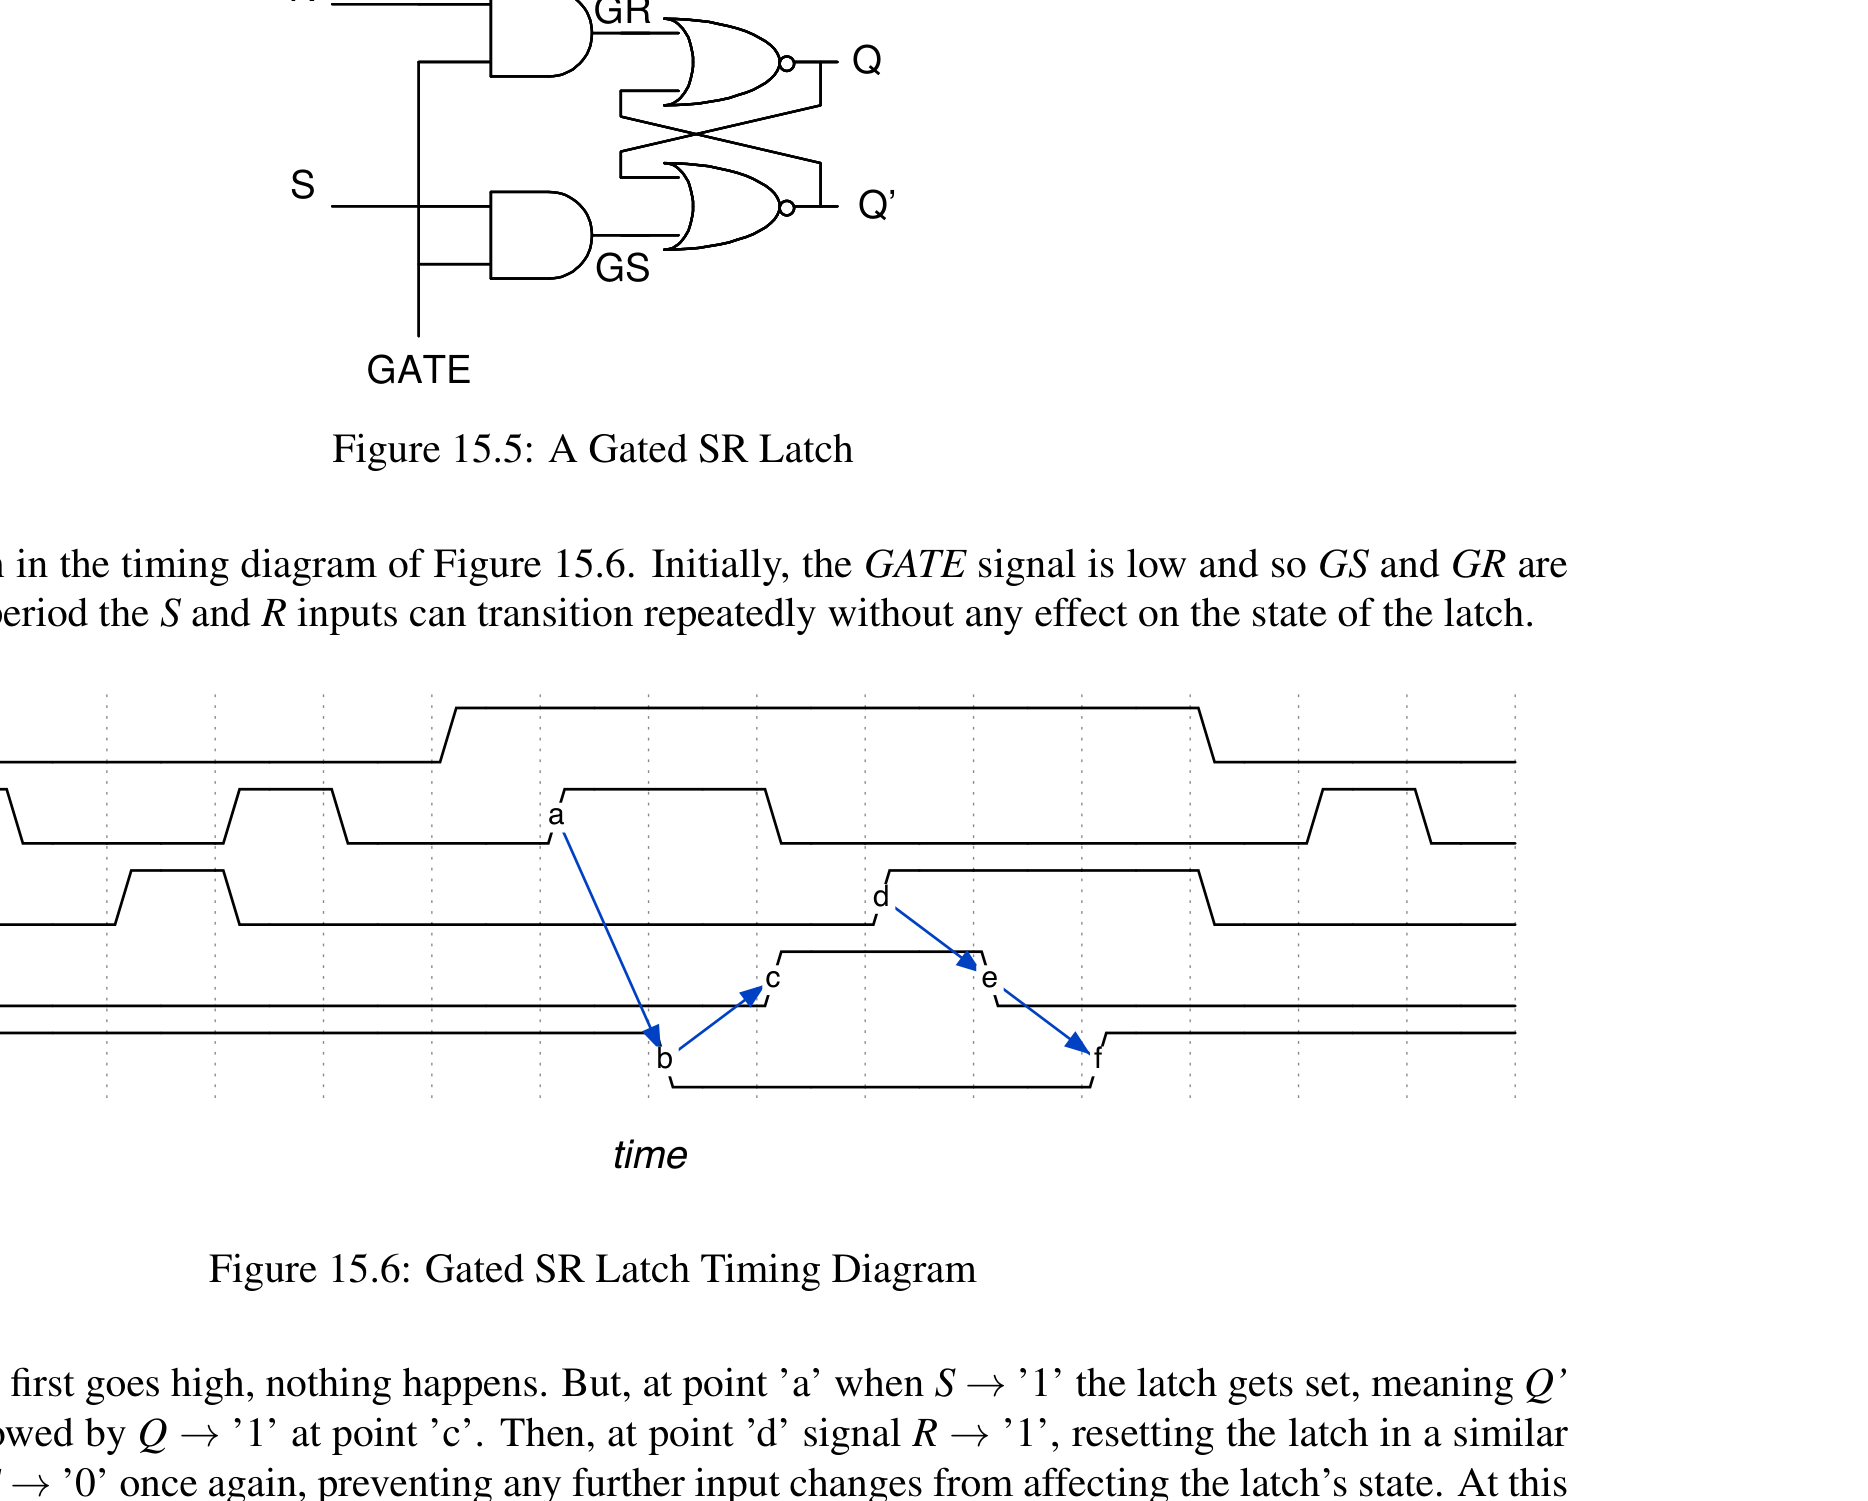 GR
Q
S
Q’
GS
GATE
Figure 15.5: A Gated SR Latch
in the timing diagram of Figure 15.6. Initially, the GATE signal is low and so GS and GR are
period the S and R inputs can transition repeatedly without any effect on the state of the latch.
a
d
c
e
b
f
time
Figure 15.6: Gated SR Latch Timing Diagram
first goes high, nothing happens. But, at point ’a’ when S → ’1’ the latch gets set, meaning Q’
owed by Q → ’1’ at point ’c’. Then, at point ’d’ signal R → ’1’, resetting the latch in a similar
→ ’0’ once again, preventing any further input changes from affecting the latch’s state. At this